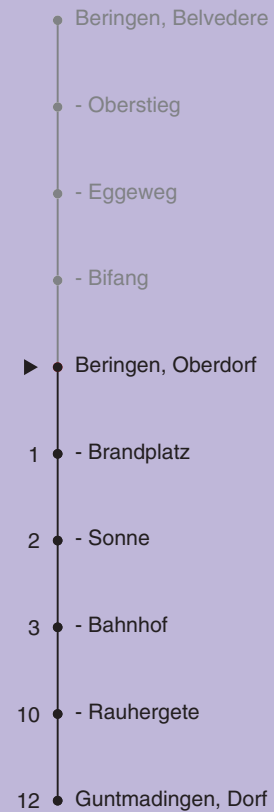 Beringen, Belvedere
- Oberstieg
- Eggeweg
- Bifang
Beringen, Oberdorf
1 - Brandplatz
2 - Sonne
3 - Bahnhof
10 - Rauhergete
12 Guntmadingen, Dorf